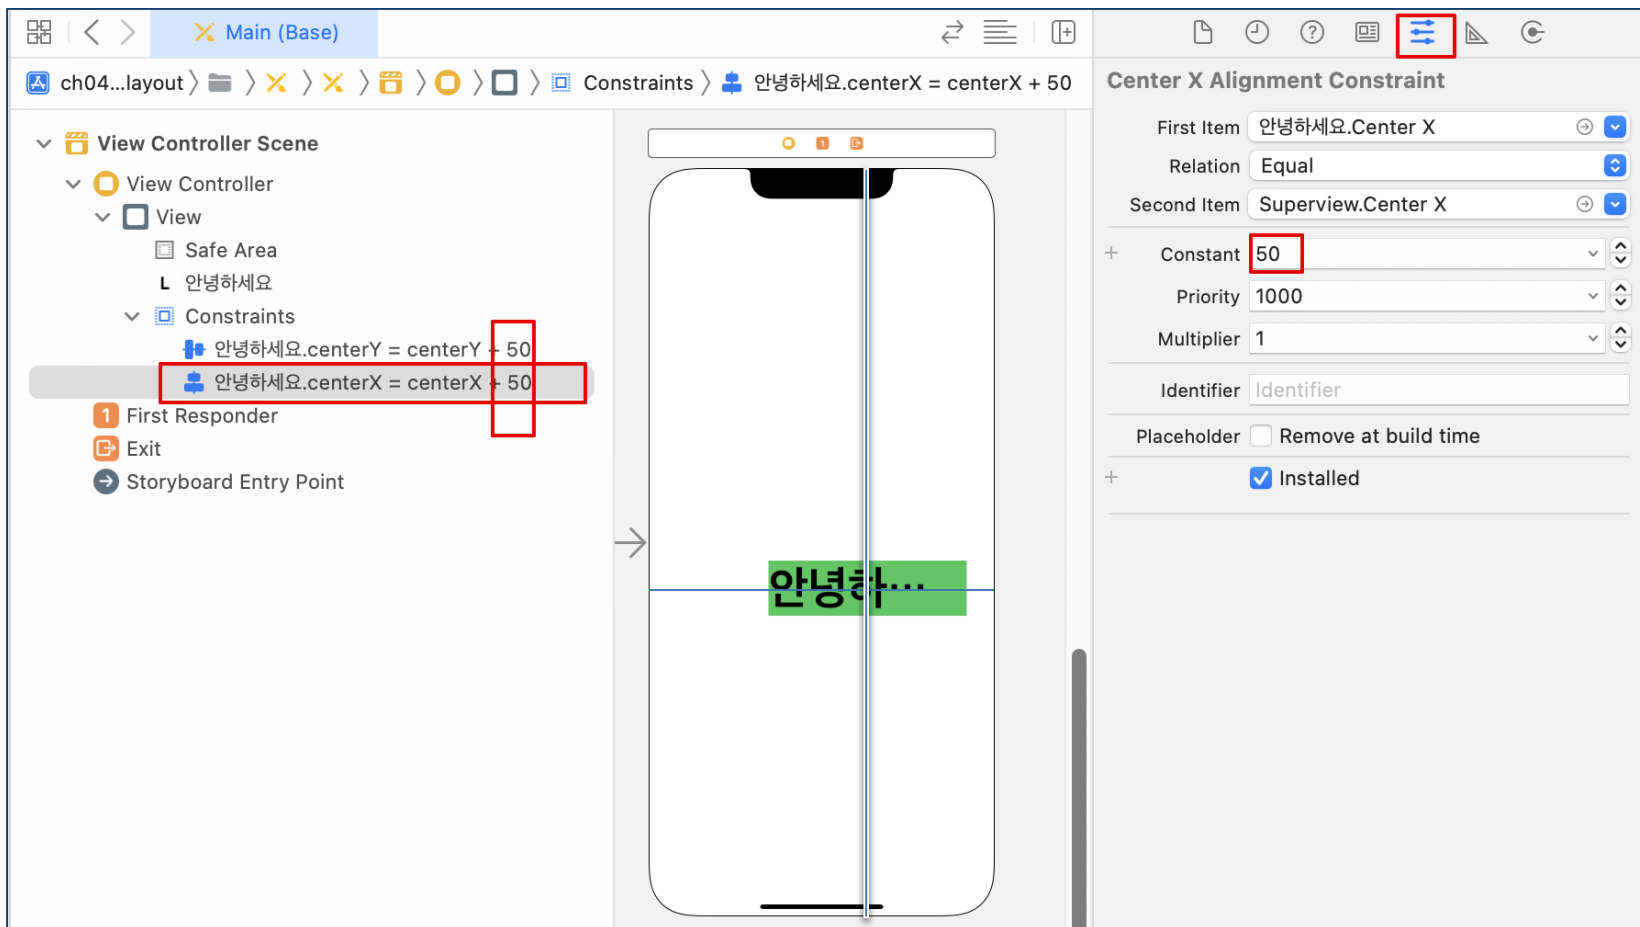 Main (Base)
ch04...layout
Constraints
안녕하세요.centerX = centerX + 50
View Controller Scene
View Controller
View
Safe Area
L 안녕하세요
Constraints
안녕하세요.centerY = centerY + 50
안녕하세요.centerX = centerX + 50
1 First Responder
Exit
Storyboard Entry Point
1
안녕하...
Center X Alignment Constraint
First Item 안녕하세요.Center X
Relation Equal
Second Item Superview.Center X
+ Constant 50
Priority 1000
Multiplier 1
Identifier Identifier
Placeholder Remove at build time
+ Installed